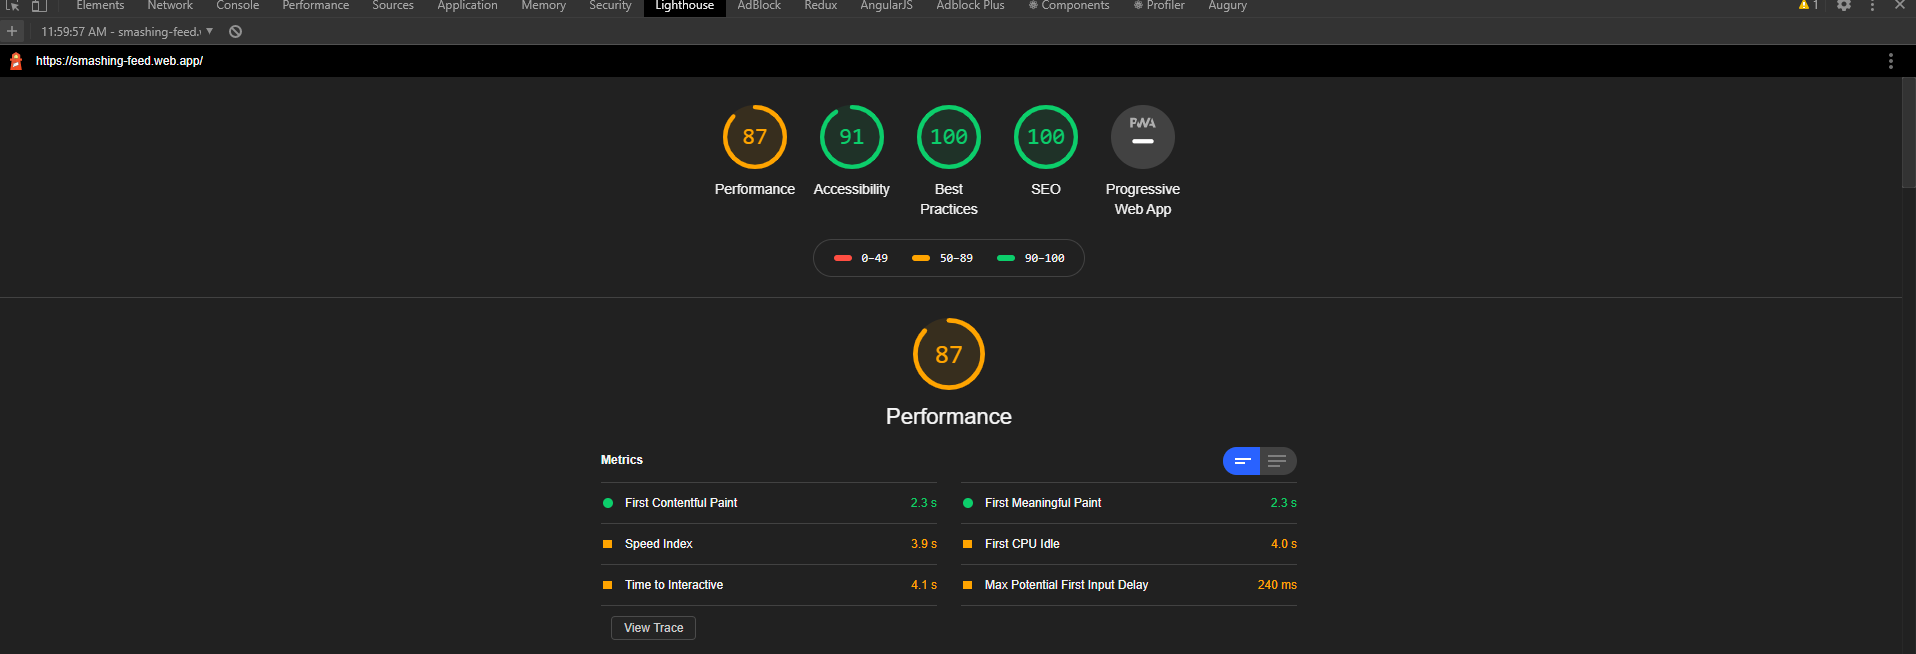 Elements Network Console Performance Sources Application Memory Security Lighthouse AdBlock Redux AngularJS Adblock Plus Components Profiler Augury 1
11:59:57 AM - smashing-feed.
https://smashing-feed.web.app/
87 91 100 100 PWA
Performance Accessibility Best Practices SEO Progressive Web App
0–49 50–89 90–100
87
Performance
Metrics
First Contentful Paint 2.3 s First Meaningful Paint 2.3 s
Speed Index 3.9 s First CPU Idle 4.0 s
Time to Interactive 4.1 s Max Potential First Input Delay 240 ms
View Trace